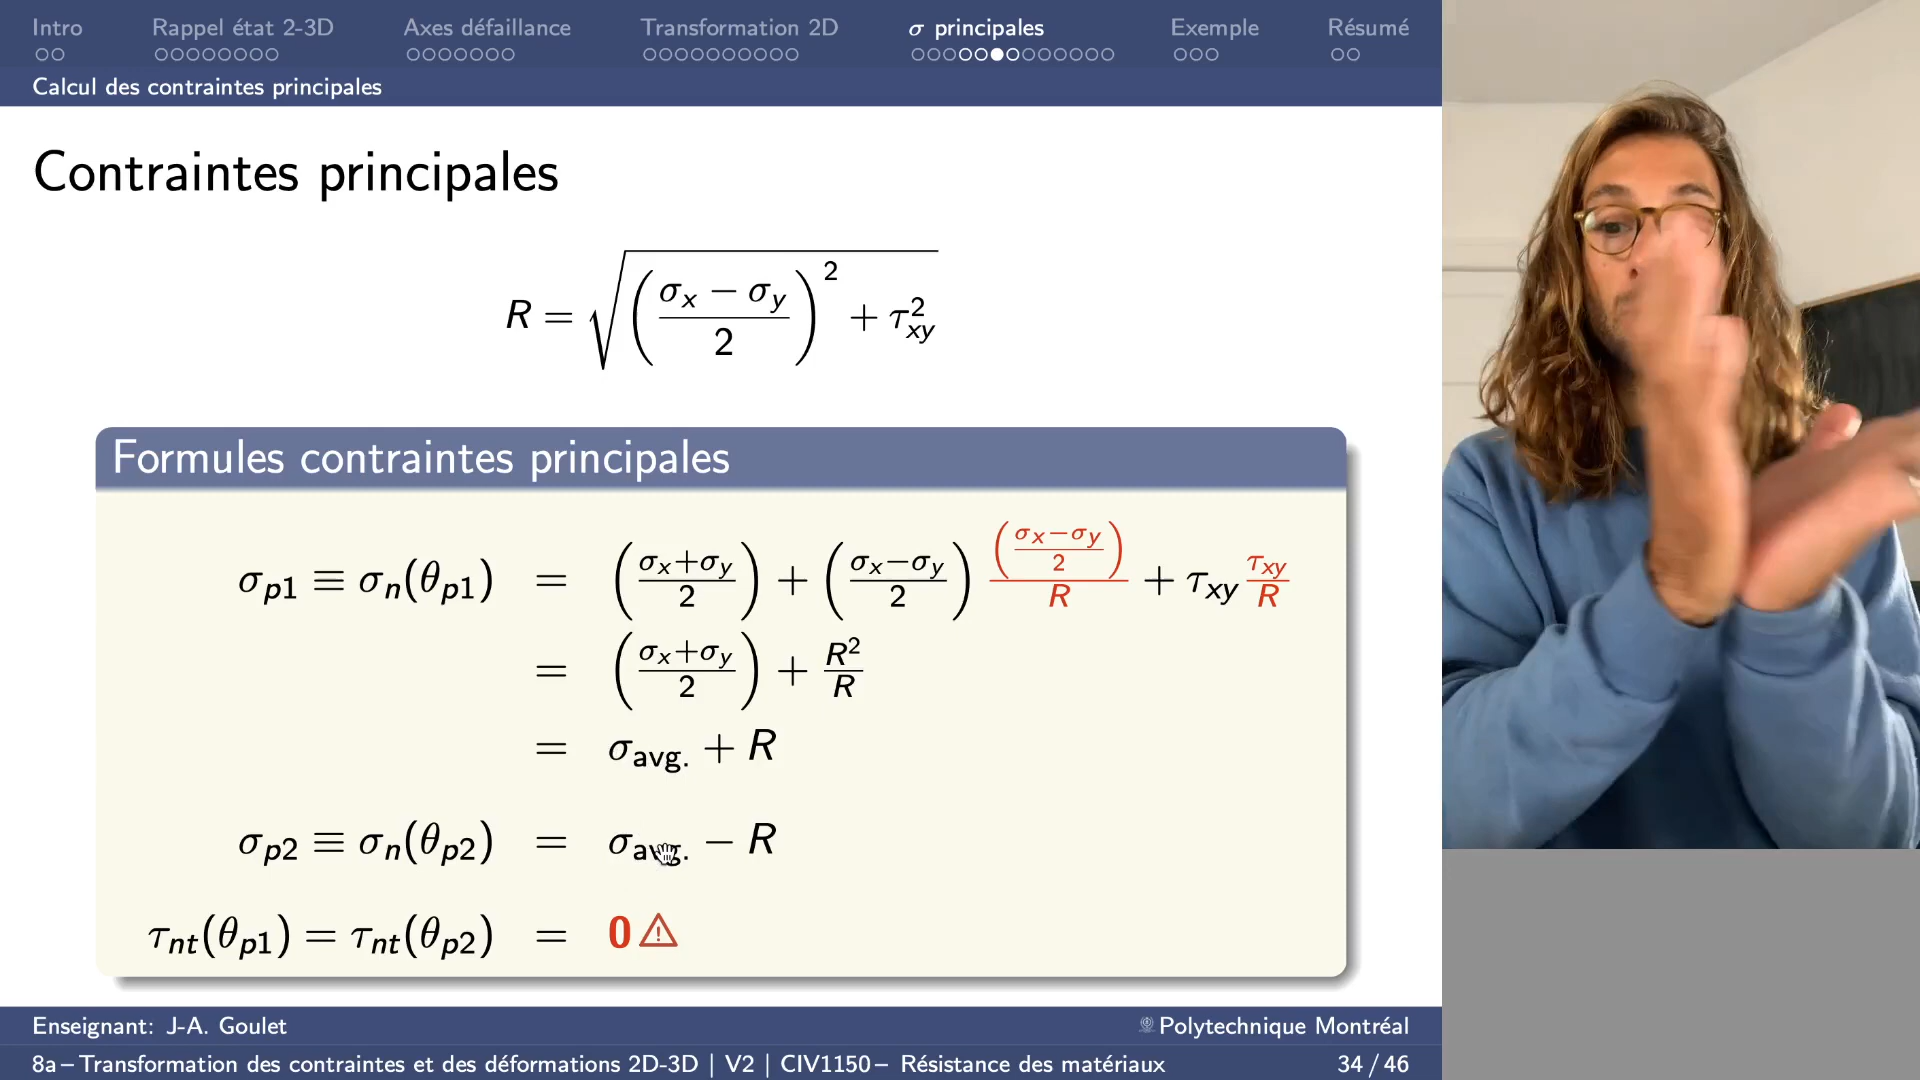 Intro Rappel état 2-3D Axes défaillance Transformation 2D σ principales Exemple Résumé
Calcul des contraintes principales
Contraintes principales
R = √((σx − σy)/2)² + τ²xy
Formules contraintes principales
σp1 ≡ σn(θp1) = ((σx+σy)/2) + ((σx−σy)/2) ((σx−σy)/2)/R + τxy τxy/R
= ((σx+σy)/2) + R²/R
= σavg. + R
σp2 ≡ σn(θp2) = σavg. − R
τnt(θp1) = τnt(θp2) = 0 ⚠
Enseignant: J-A. Goulet Polytechnique Montréal
8a – Transformation des contraintes et des déformations 2D-3D | V2 | CIV1150 – Résistance des matériaux 34 / 46